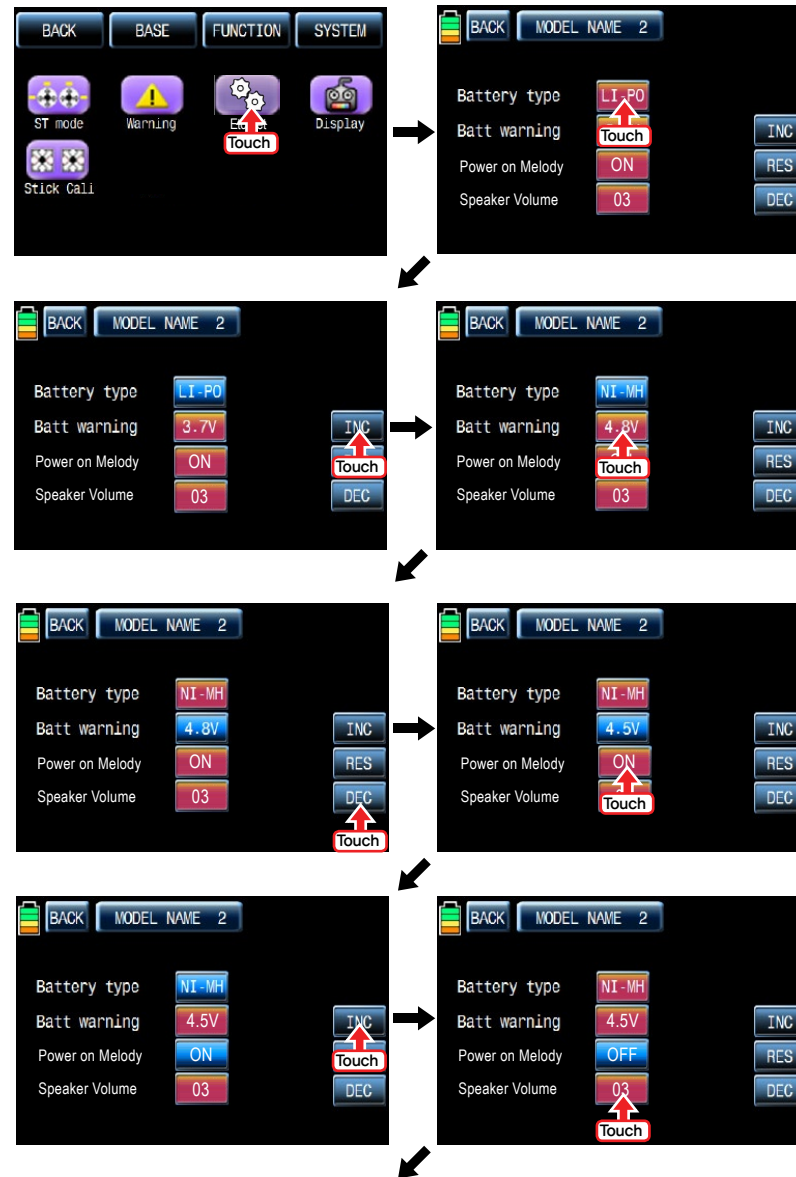 BACK BASE FUNCTION SYSTEM
ST mode Warning Display
Touch
Stick Cali
BACK MODEL NAME 2
Battery type LI-PO
Batt warning Touch INC
Power on Melody ON RES
Speaker Volume 03 DEC
BACK MODEL NAME 2
Battery type LI-PO
Batt warning 3.7V INC
Power on Melody ON Touch
Speaker Volume 03 DEC
BACK MODEL NAME 2
Battery type NI-MH
Batt warning 4.8V INC
Power on Melody Touch RES
Speaker Volume 03 DEC
BACK MODEL NAME 2
Battery type NI-MH
Batt warning 4.8V INC
Power on Melody ON RES
Speaker Volume 03 DEC
Touch
BACK MODEL NAME 2
Battery type NI-MH
Batt warning 4.5V INC
Power on Melody ON RES
Speaker Volume Touch DEC
BACK MODEL NAME 2
Battery type NI-MH
Batt warning 4.5V INC
Power on Melody ON Touch
Speaker Volume 03 DEC
BACK MODEL NAME 2
Battery type NI-MH
Batt warning 4.5V INC
Power on Melody OFF RES
Speaker Volume 03 DEC
Touch